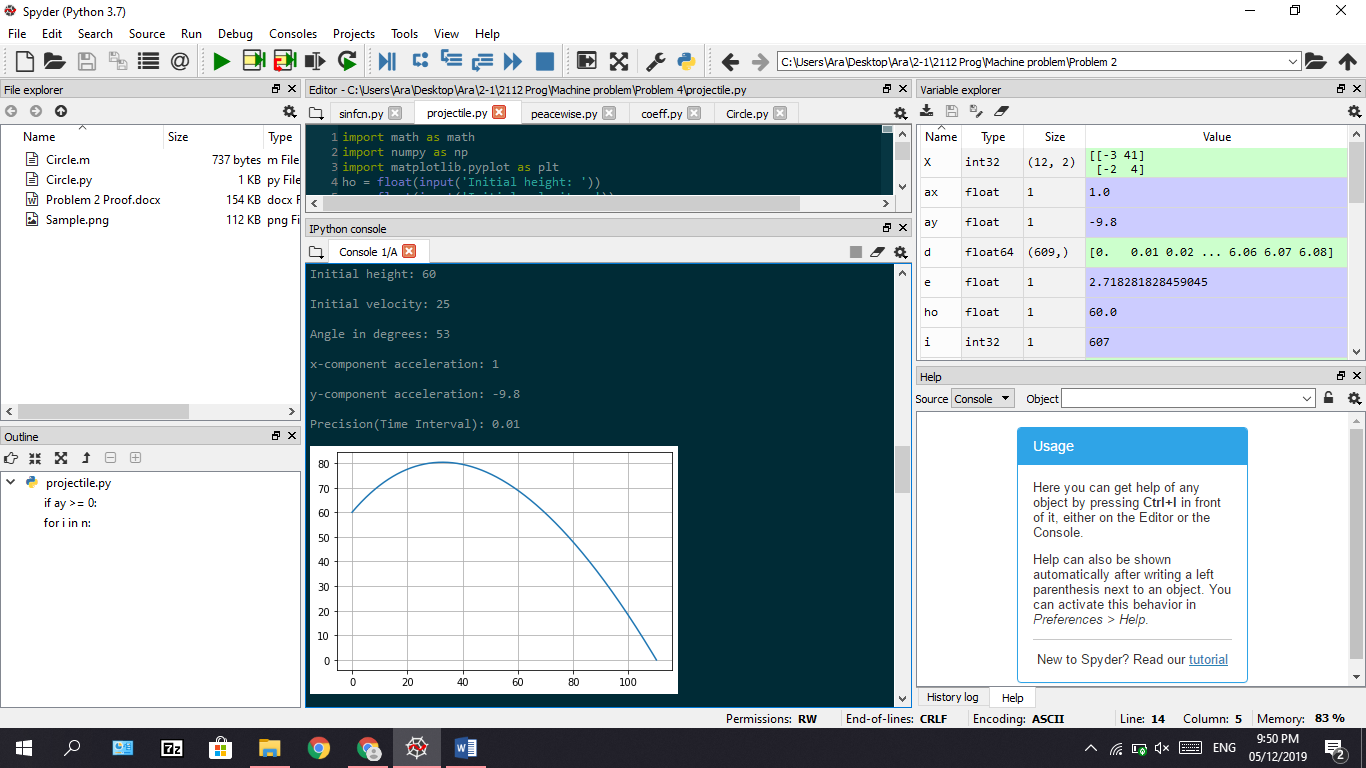 Spyder (Python 3.7)
File Edit Search Source Run Debug Consoles Projects Tools View Help
C:\Users\Ara\Desktop\Ara\2-1\2112 Prog\Machine problem\Problem 2
File explorer
Name Size Type
Circle.m 737 bytes m File
Circle.py 1 KB py File
Problem 2 Proof.docx 154 KB docx F
Sample.png 112 KB png Fi
Outline
projectile.py
if ay >= 0:
for i in n:
Editor - C:\Users\Ara\Desktop\Ara\2-1\2112 Prog\Machine problem\Problem 4\projectile.py
sinfcn.py projectile.py peacewise.py coeff.py Circle.py
1 import math as math
2 import numpy as np
3 import matplotlib.pyplot as plt
4 ho = float(input('Initial height: '))
IPython console
Console 1/A
Initial height: 60
Initial velocity: 25
Angle in degrees: 53
x-component acceleration: 1
y-component acceleration: -9.8
Precision(Time Interval): 0.01
80
70
60
50
40
30
20
10
0
0 20 40 60 80 100
Variable explorer
Name Type Size Value
X int32 (12, 2) [[-3 41]
[-2 4]
ax float 1 1.0
ay float 1 -9.8
d float64 (609,) [0. 0.01 0.02 ... 6.06 6.07 6.08]
e float 1 2.718281828459045
ho float 1 60.0
i int32 1 607
Help
Source Console Object
Usage
Here you can get help of any
object by pressing Ctrl+I in front
of it, either on the Editor or the
Console.
Help can also be shown
automatically after writing a left
parenthesis next to an object. You
can activate this behavior in
Preferences > Help.
New to Spyder? Read our tutorial
History log Help
Permissions: RW End-of-lines: CRLF Encoding: ASCII Line: 14 Column: 5 Memory: 83 %
7z
ENG
9:50 PM
05/12/2019
2